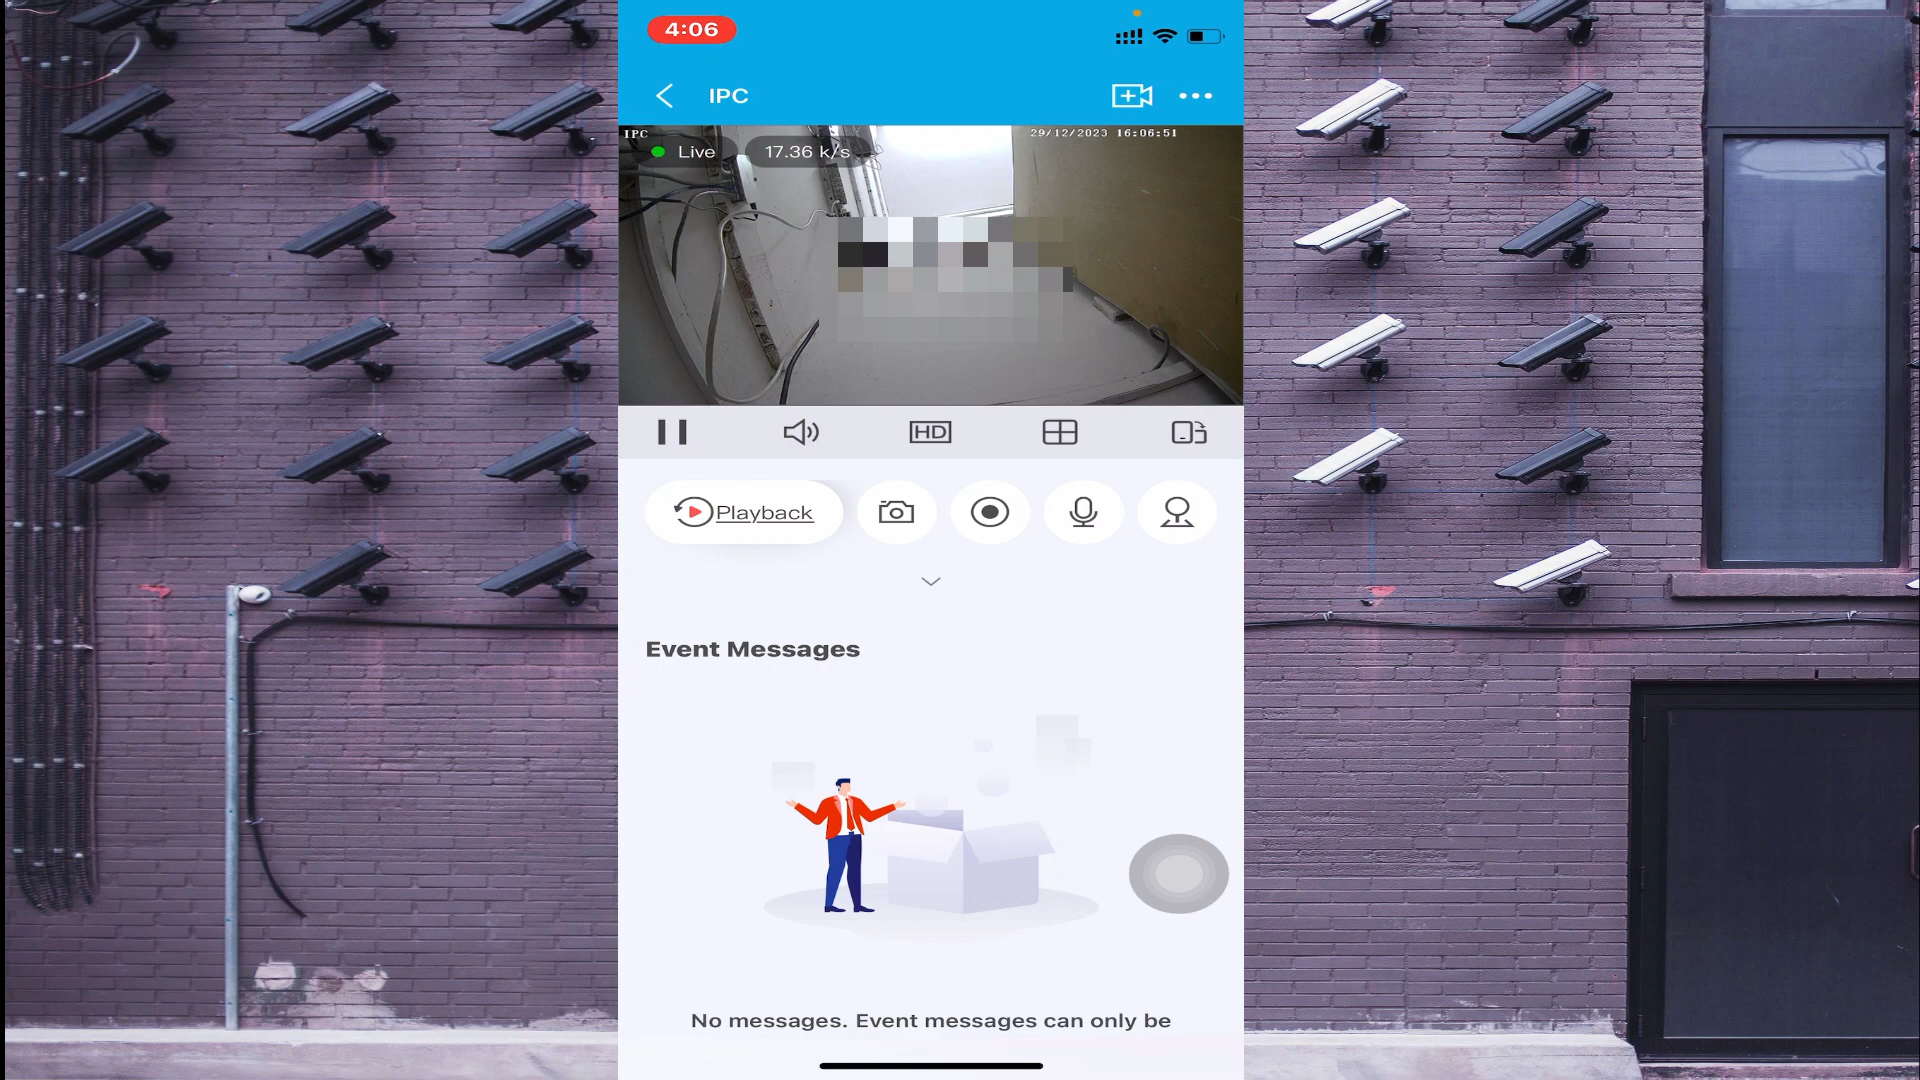 4:06
IPC
IPC
29/12/2023 16:06:51
Live
17.36 k/s
HD
Playback
Event Messages
No messages. Event messages can only be